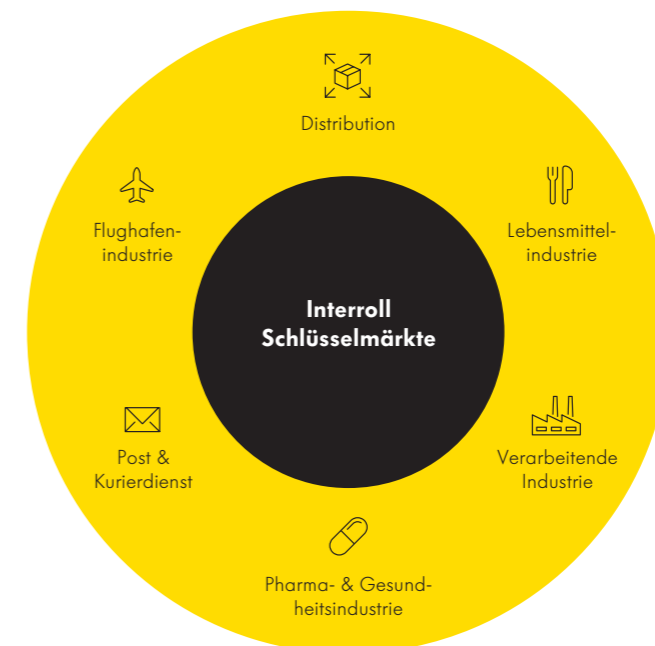 Distribution
Flughafen-
industrie
Lebensmittel-
industrie
Interroll
Schlüsselmärkte
Post &
Kurierdienst
Verarbeitende
Industrie
Pharma- & Gesund-
heitsindustrie